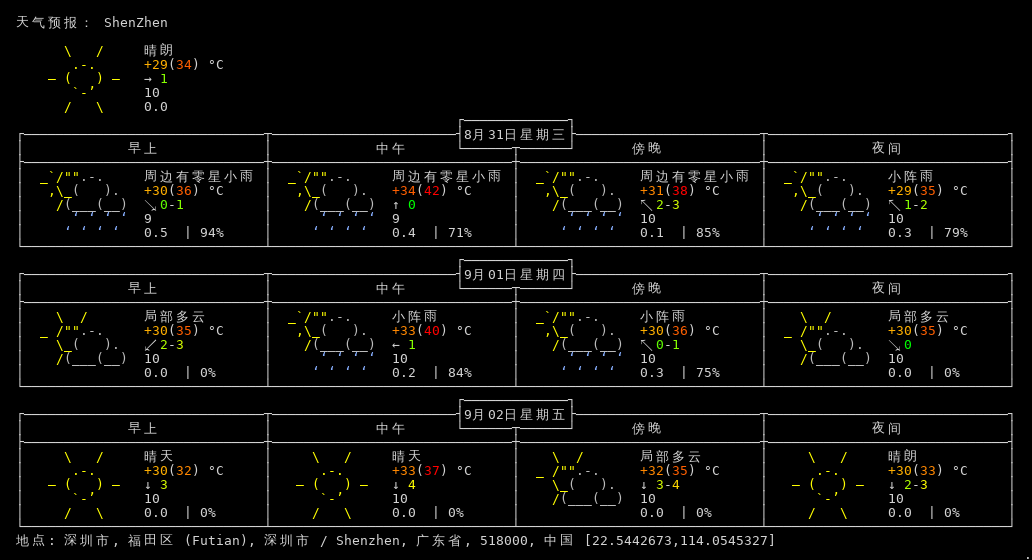 天气预报： ShenZhen
晴朗
+29(34) °C
→ 1
10
0.0
8月31日星期三
早上 中午 傍晚 夜间
周边有零星小雨 周边有零星小雨 周边有零星小雨 小阵雨
+30(36) °C +34(42) °C +31(38) °C +29(35) °C
↘ 0-1 ↑ 0 ↖ 2-3 ↖ 1-2
9 9 10 10
0.5 | 94% 0.4 | 71% 0.1 | 85% 0.3 | 79%
9月01日星期四
早上 中午 傍晚 夜间
局部多云 小阵雨 小阵雨 局部多云
+30(35) °C +33(40) °C +30(36) °C +30(35) °C
↙ 2-3 ← 1 ↖ 0-1 ↘ 0
10 10 10 10
0.0 | 0% 0.2 | 84% 0.3 | 75% 0.0 | 0%
9月02日星期五
早上 中午 傍晚 夜间
晴天 晴天 局部多云 晴朗
+30(32) °C +33(37) °C +32(35) °C +30(33) °C
↓ 3 ↓ 4 ↓ 3-4 ↓ 2-3
10 10 10 10
0.0 | 0% 0.0 | 0% 0.0 | 0% 0.0 | 0%
地点: 深圳市, 福田区 (Futian), 深圳市 / Shenzhen, 广东省, 518000, 中国 [22.5442673,114.0545327]